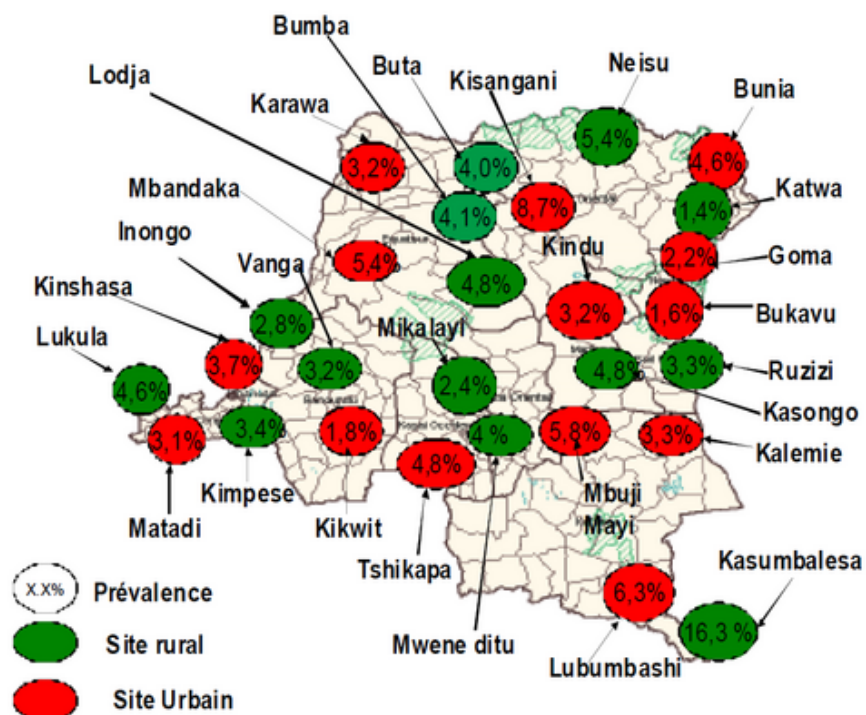 Bumba
Lodja
Buta
Kisangani
Neisu
Bunia
Karawa
5,4%
4,6%
3,2%
4,0%
Mbandaka
Katwa
4,1%
8,7%
1,4%
Inongo
Vanga
Kindu
Goma
5,4%
2,2%
Kinshasa
4,8%
3,2%
1,6%
Bukavu
Lukula
2,8%
Mikalayl
3,7%
3,2%
4,8%
3,3%
Ruzizi
4,6%
2,4%
Kasongo
3,1%
3,4%
1,8%
4 %
5,8%
3,3%
Kalemie
4,8%
Kimpese
Mbuji
Mayi
Matadi
Kikwit
Tshikapa
Kasumbalesa
X.X%
Prévalence
6,3%
16,3 %
Site rural
Mwene ditu
Lubumbashi
Site Urbain